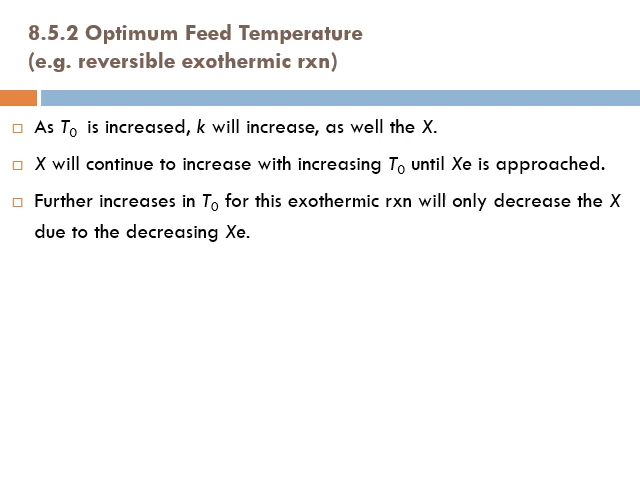 8.5.2 Optimum Feed Temperature
(e.g. reversible exothermic rxn)
□ As T₀ is increased, k will increase, as well the X.
□ X will continue to increase with increasing T₀ until Xe is approached.
□ Further increases in T₀ for this exothermic rxn will only decrease the X
due to the decreasing Xe.